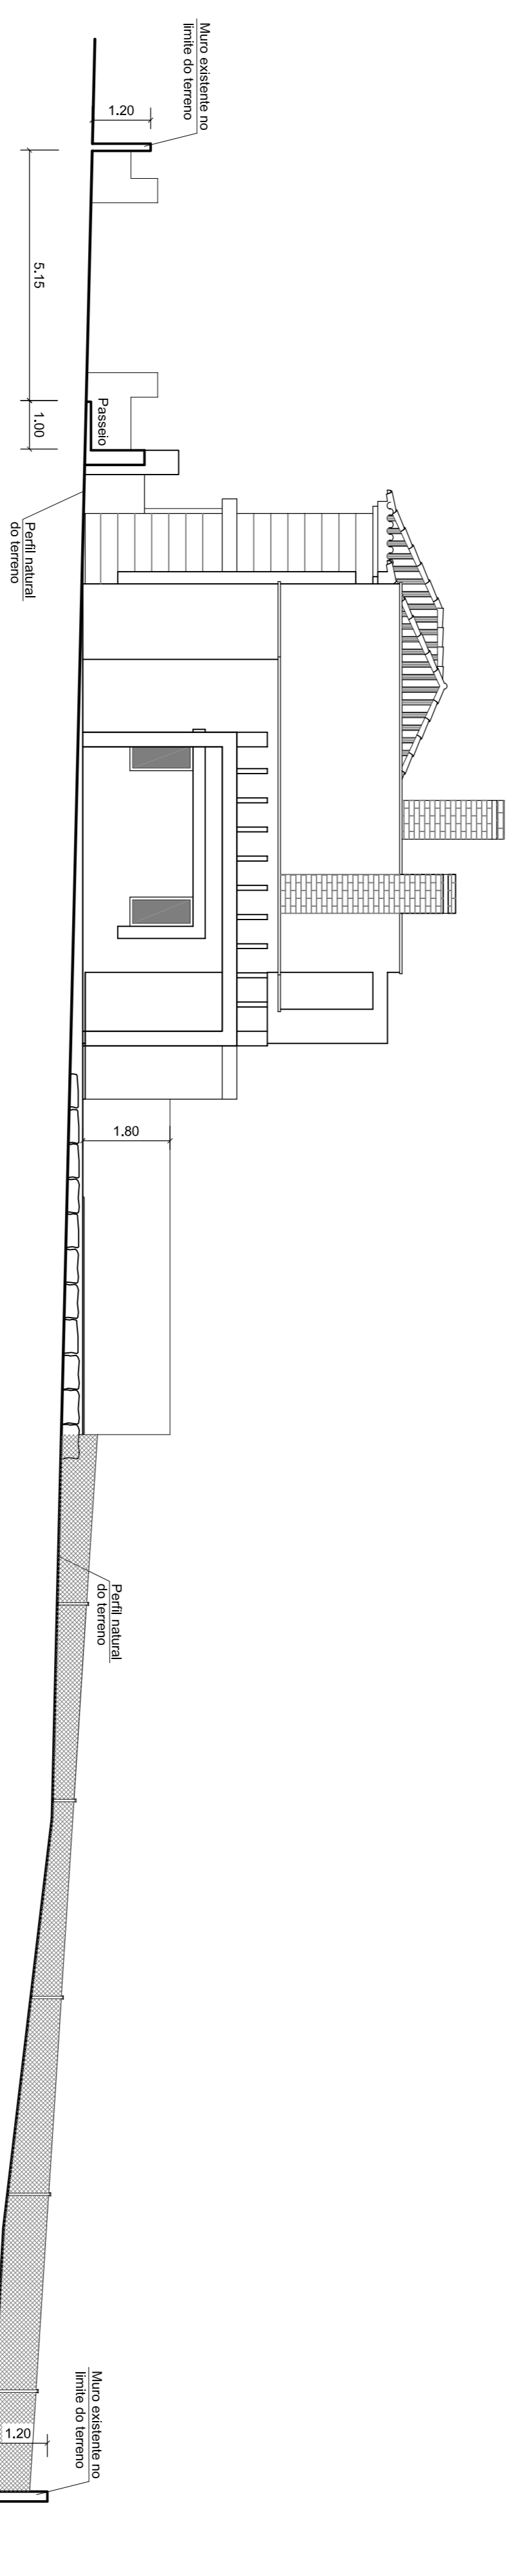 Muro existente no
limite do terreno
1.20
5.15
1.00
Passeio
Perfil natural
do terreno
1.80
Perfil natural
do terreno
Muro existente no
limite do terreno
1.20